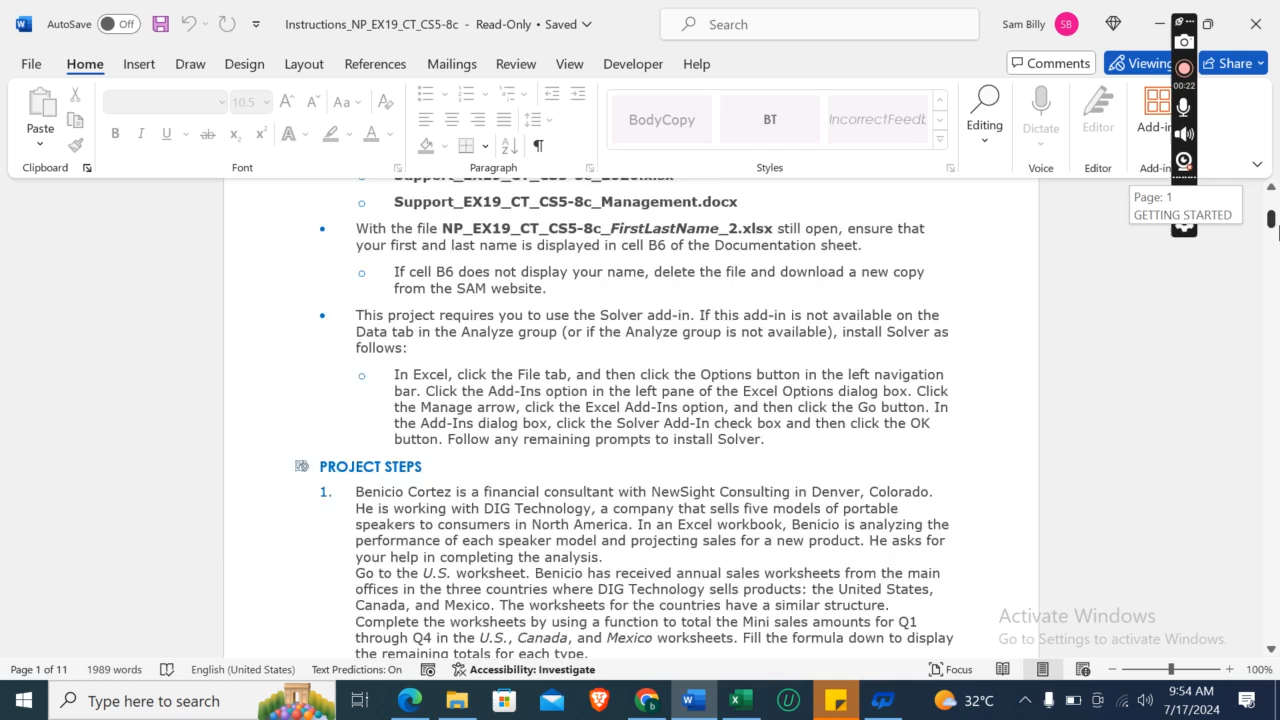 AutoSave Off Instructions_NP_EX19_CT_CS5-8c - Read-Only • Saved Search Sam Billy SB
File Home Insert Draw Design Layout References Mailings Review View Developer Help Comments Viewing Share
00:22
Paste
10.5
Aa
BodyCopy BT IncorrectFeedt
Editing Dictate Editor Add-in
Clipboard Font Paragraph Styles Voice Editor Add-in
Page: 1
GETTING STARTED
Support_EX19_CT_CS5-8c_2020.xlsx
Support_EX19_CT_CS5-8c_Management.docx
With the file NP_EX19_CT_CS5-8c_FirstLastName_2.xlsx still open, ensure that
your first and last name is displayed in cell B6 of the Documentation sheet.
If cell B6 does not display your name, delete the file and download a new copy
from the SAM website.
This project requires you to use the Solver add-in. If this add-in is not available on the
Data tab in the Analyze group (or if the Analyze group is not available), install Solver as
follows:
In Excel, click the File tab, and then click the Options button in the left navigation
bar. Click the Add-Ins option in the left pane of the Excel Options dialog box. Click
the Manage arrow, click the Excel Add-Ins option, and then click the Go button. In
the Add-Ins dialog box, click the Solver Add-In check box and then click the OK
button. Follow any remaining prompts to install Solver.
PROJECT STEPS
1. Benicio Cortez is a financial consultant with NewSight Consulting in Denver, Colorado.
He is working with DIG Technology, a company that sells five models of portable
speakers to consumers in North America. In an Excel workbook, Benicio is analyzing the
performance of each speaker model and projecting sales for a new product. He asks for
your help in completing the analysis.
Go to the U.S. worksheet. Benicio has received annual sales worksheets from the main
offices in the three countries where DIG Technology sells products: the United States,
Canada, and Mexico. The worksheets for the countries have a similar structure.
Complete the worksheets by using a function to total the Mini sales amounts for Q1
through Q4 in the U.S., Canada, and Mexico worksheets. Fill the formula down to display
the remaining totals for each type.
Activate Windows
Go to Settings to activate Windows.
Page 1 of 11 1989 words English (United States) Text Predictions: On Accessibility: Investigate Focus 100%
Type here to search 32°C 9:54 AM
7/17/2024